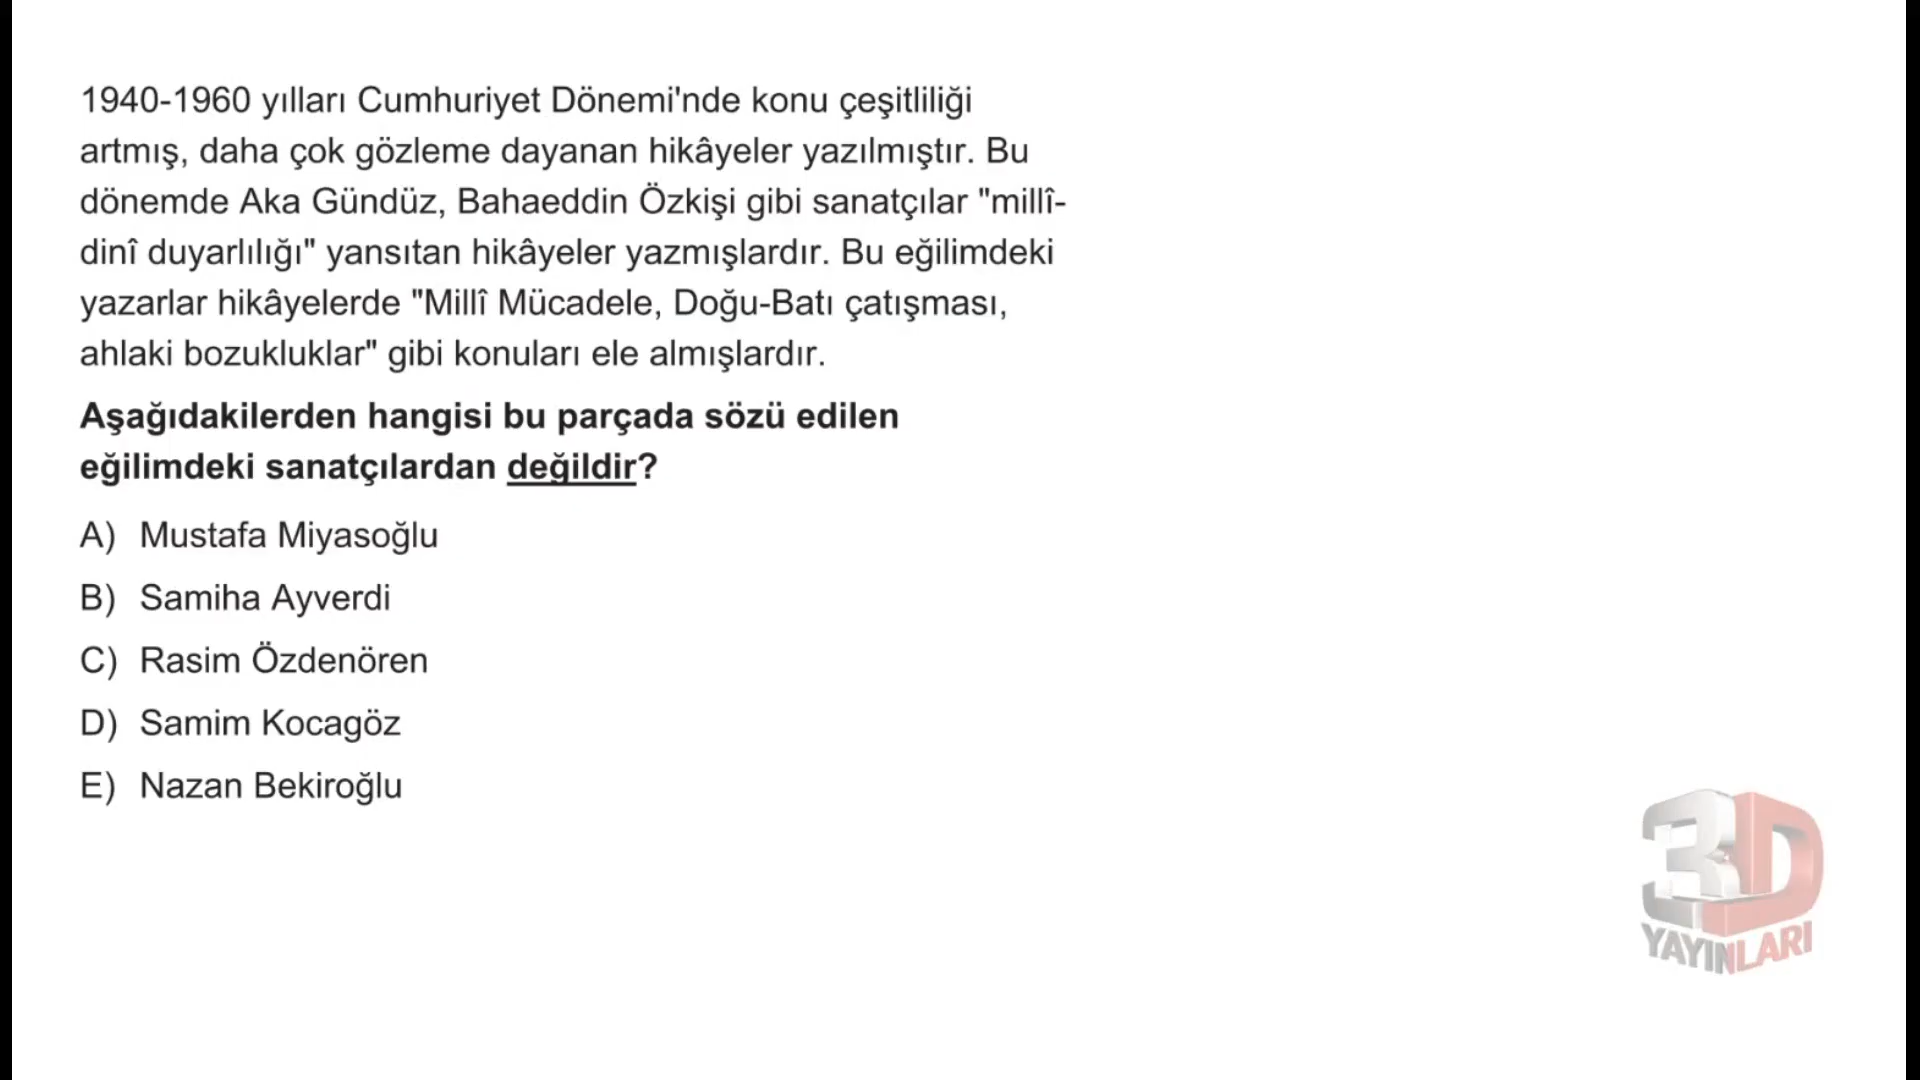 1940-1960 yılları Cumhuriyet Dönemi'nde konu çeşitliliği
artmış, daha çok gözleme dayanan hikâyeler yazılmıştır. Bu
dönemde Aka Gündüz, Bahaeddin Özkişi gibi sanatçılar "millî-
dinî duyarlılığı" yansıtan hikâyeler yazmışlardır. Bu eğilimdeki
yazarlar hikâyelerde "Millî Mücadele, Doğu-Batı çatışması,
ahlaki bozukluklar" gibi konuları ele almışlardır.
Aşağıdakilerden hangisi bu parçada sözü edilen
eğilimdeki sanatçılardan değildir?
A) Mustafa Miyasoğlu
B) Samiha Ayverdi
C) Rasim Özdenören
D) Samim Kocagöz
E) Nazan Bekiroğlu
3D
YAYINLARI